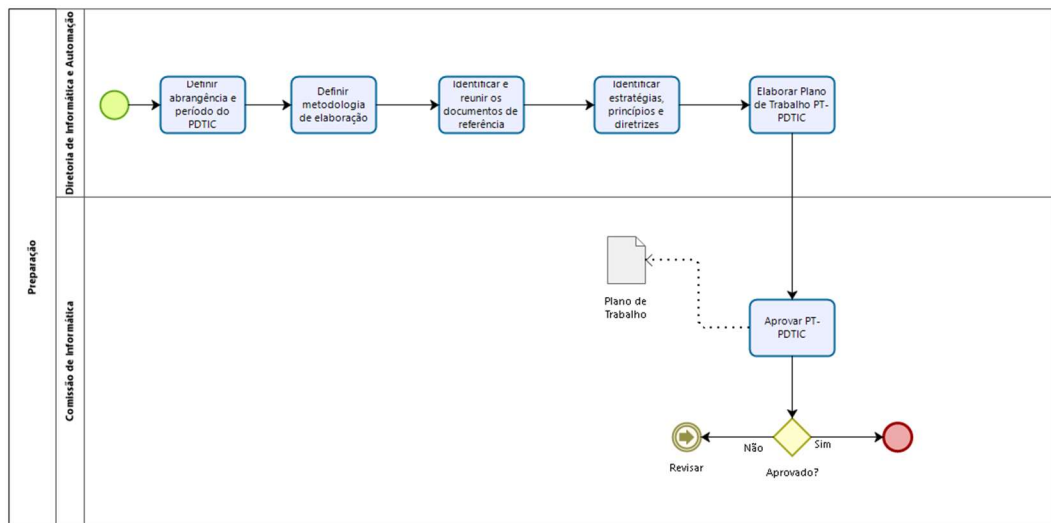 Preparação
Diretoria de Informática e Automação
Definir
abrangência e
período do
PDTIC
Definir
metodologia
de elaboração
Identificar e
reunir os
documentos de
referência
Identificar
estratégias,
princípios e
diretrizes
Elaborar Plano
de Trabalho PT-
PDTIC
Comissão de Informática
Plano de
Trabalho
Aprovar PT-
PDTIC
Não
Sim
Revisar
Aprovado?